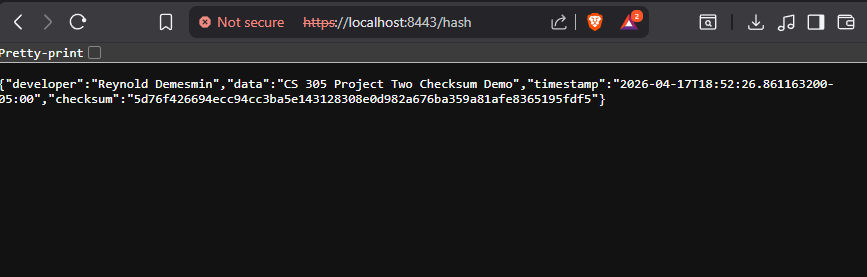 Not secure https://localhost:8443/hash 2
Pretty-print
{"developer":"Reynold Demesmin","data":"CS 305 Project Two Checksum Demo","timestamp":"2026-04-17T18:52:26.861163200-
05:00","checksum":"5d76f426694ecc94cc3ba5e143128308e0d982a676ba359a81afe8365195fdf5"}